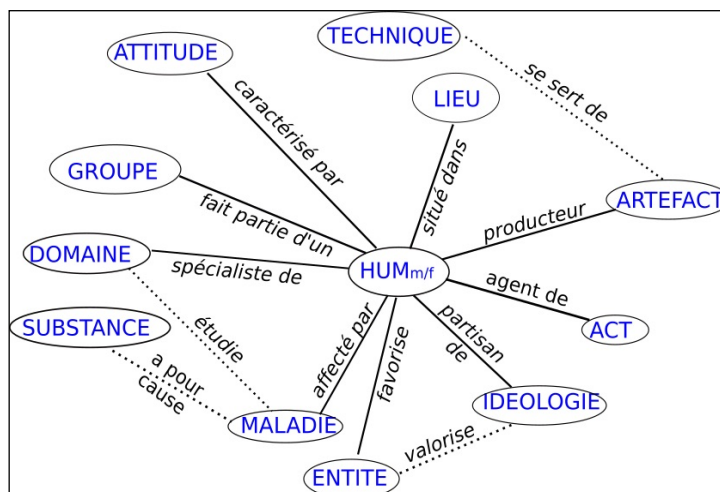 TECHNIQUE
ATTITUDE
se sert de
LIEU
caractérisé par
GROUPE
situé dans
ARTEFACT
fait partie d'un
producteur
DOMAINE
spécialiste de
HUMm/f
agent de
SUBSTANCE
étudie
affecté par
partisan
de
ACT
a pour
cause
favorise
IDEOLOGIE
MALADIE
valorise
ENTITE